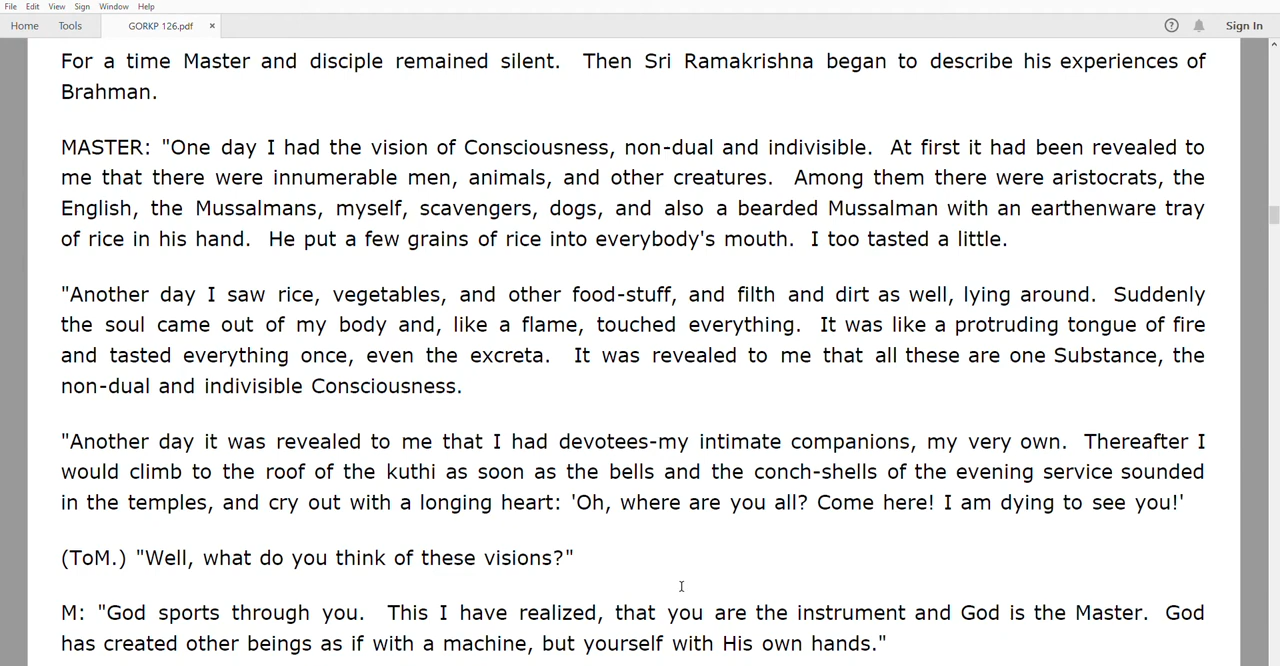 File Edit View Sign Window Help
Home Tools GORKP 126.pdf × Sign In
For a time Master and disciple remained silent. Then Sri Ramakrishna began to describe his experiences of
Brahman.
MASTER: "One day I had the vision of Consciousness, non-dual and indivisible. At first it had been revealed to
me that there were innumerable men, animals, and other creatures. Among them there were aristocrats, the
English, the Mussalmans, myself, scavengers, dogs, and also a bearded Mussalman with an earthenware tray
of rice in his hand. He put a few grains of rice into everybody's mouth. I too tasted a little.
"Another day I saw rice, vegetables, and other food-stuff, and filth and dirt as well, lying around. Suddenly
the soul came out of my body and, like a flame, touched everything. It was like a protruding tongue of fire
and tasted everything once, even the excreta. It was revealed to me that all these are one Substance, the
non-dual and indivisible Consciousness.
"Another day it was revealed to me that I had devotees-my intimate companions, my very own. Thereafter I
would climb to the roof of the kuthi as soon as the bells and the conch-shells of the evening service sounded
in the temples, and cry out with a longing heart: 'Oh, where are you all? Come here! I am dying to see you!'
(ToM.) "Well, what do you think of these visions?"
M: "God sports through you. This I have realized, that you are the instrument and God is the Master. God
has created other beings as if with a machine, but yourself with His own hands."